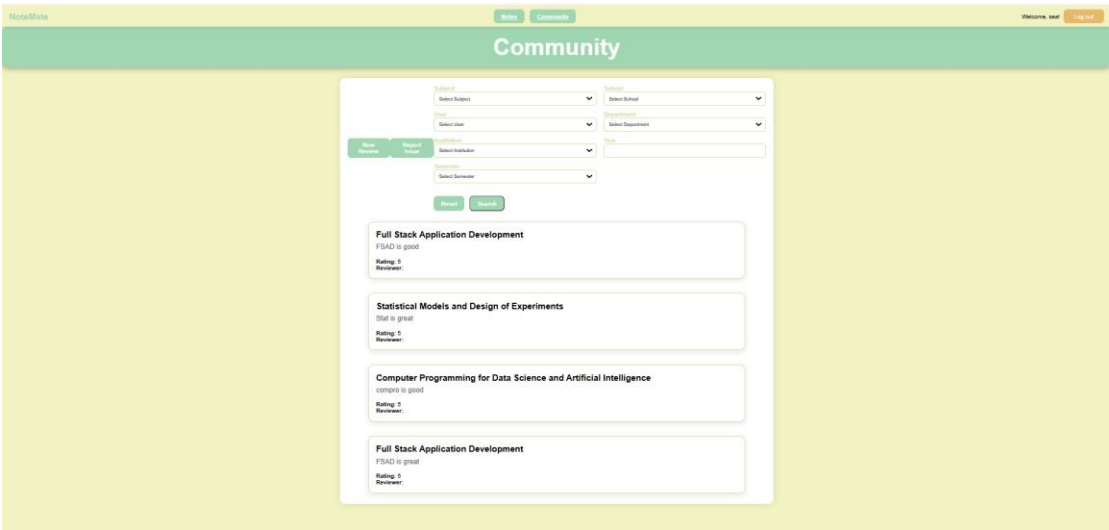 NoteMate
Notes
Community
Welcome, eea!
Log out
Community
Subject
Select Subject
School
Select School
User
Select User
Department
Select Department
New Review
Report Issue
Institution
Select Institution
Year
Semester
Select Semester
Reset
Search
Full Stack Application Development
FSAD is good
Rating: 5
Reviewer:
Statistical Models and Design of Experiments
Stat is great
Rating: 5
Reviewer:
Computer Programming for Data Science and Artificial Intelligence
compro is good
Rating: 5
Reviewer:
Full Stack Application Development
FSAD is great
Rating: 5
Reviewer: